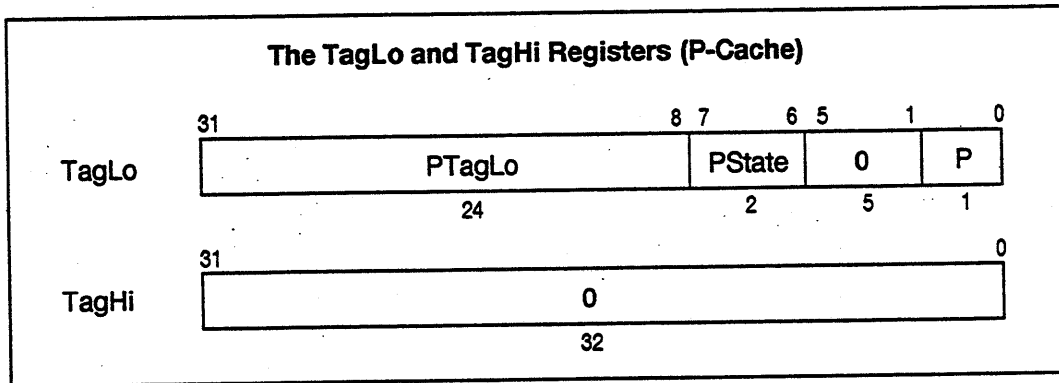 The TagLo and TagHi Registers (P-Cache)
31 8 7 6 5 1 0
TagLo PTagLo PState 0 P
24 2 5 1
31 0
TagHi 0
32